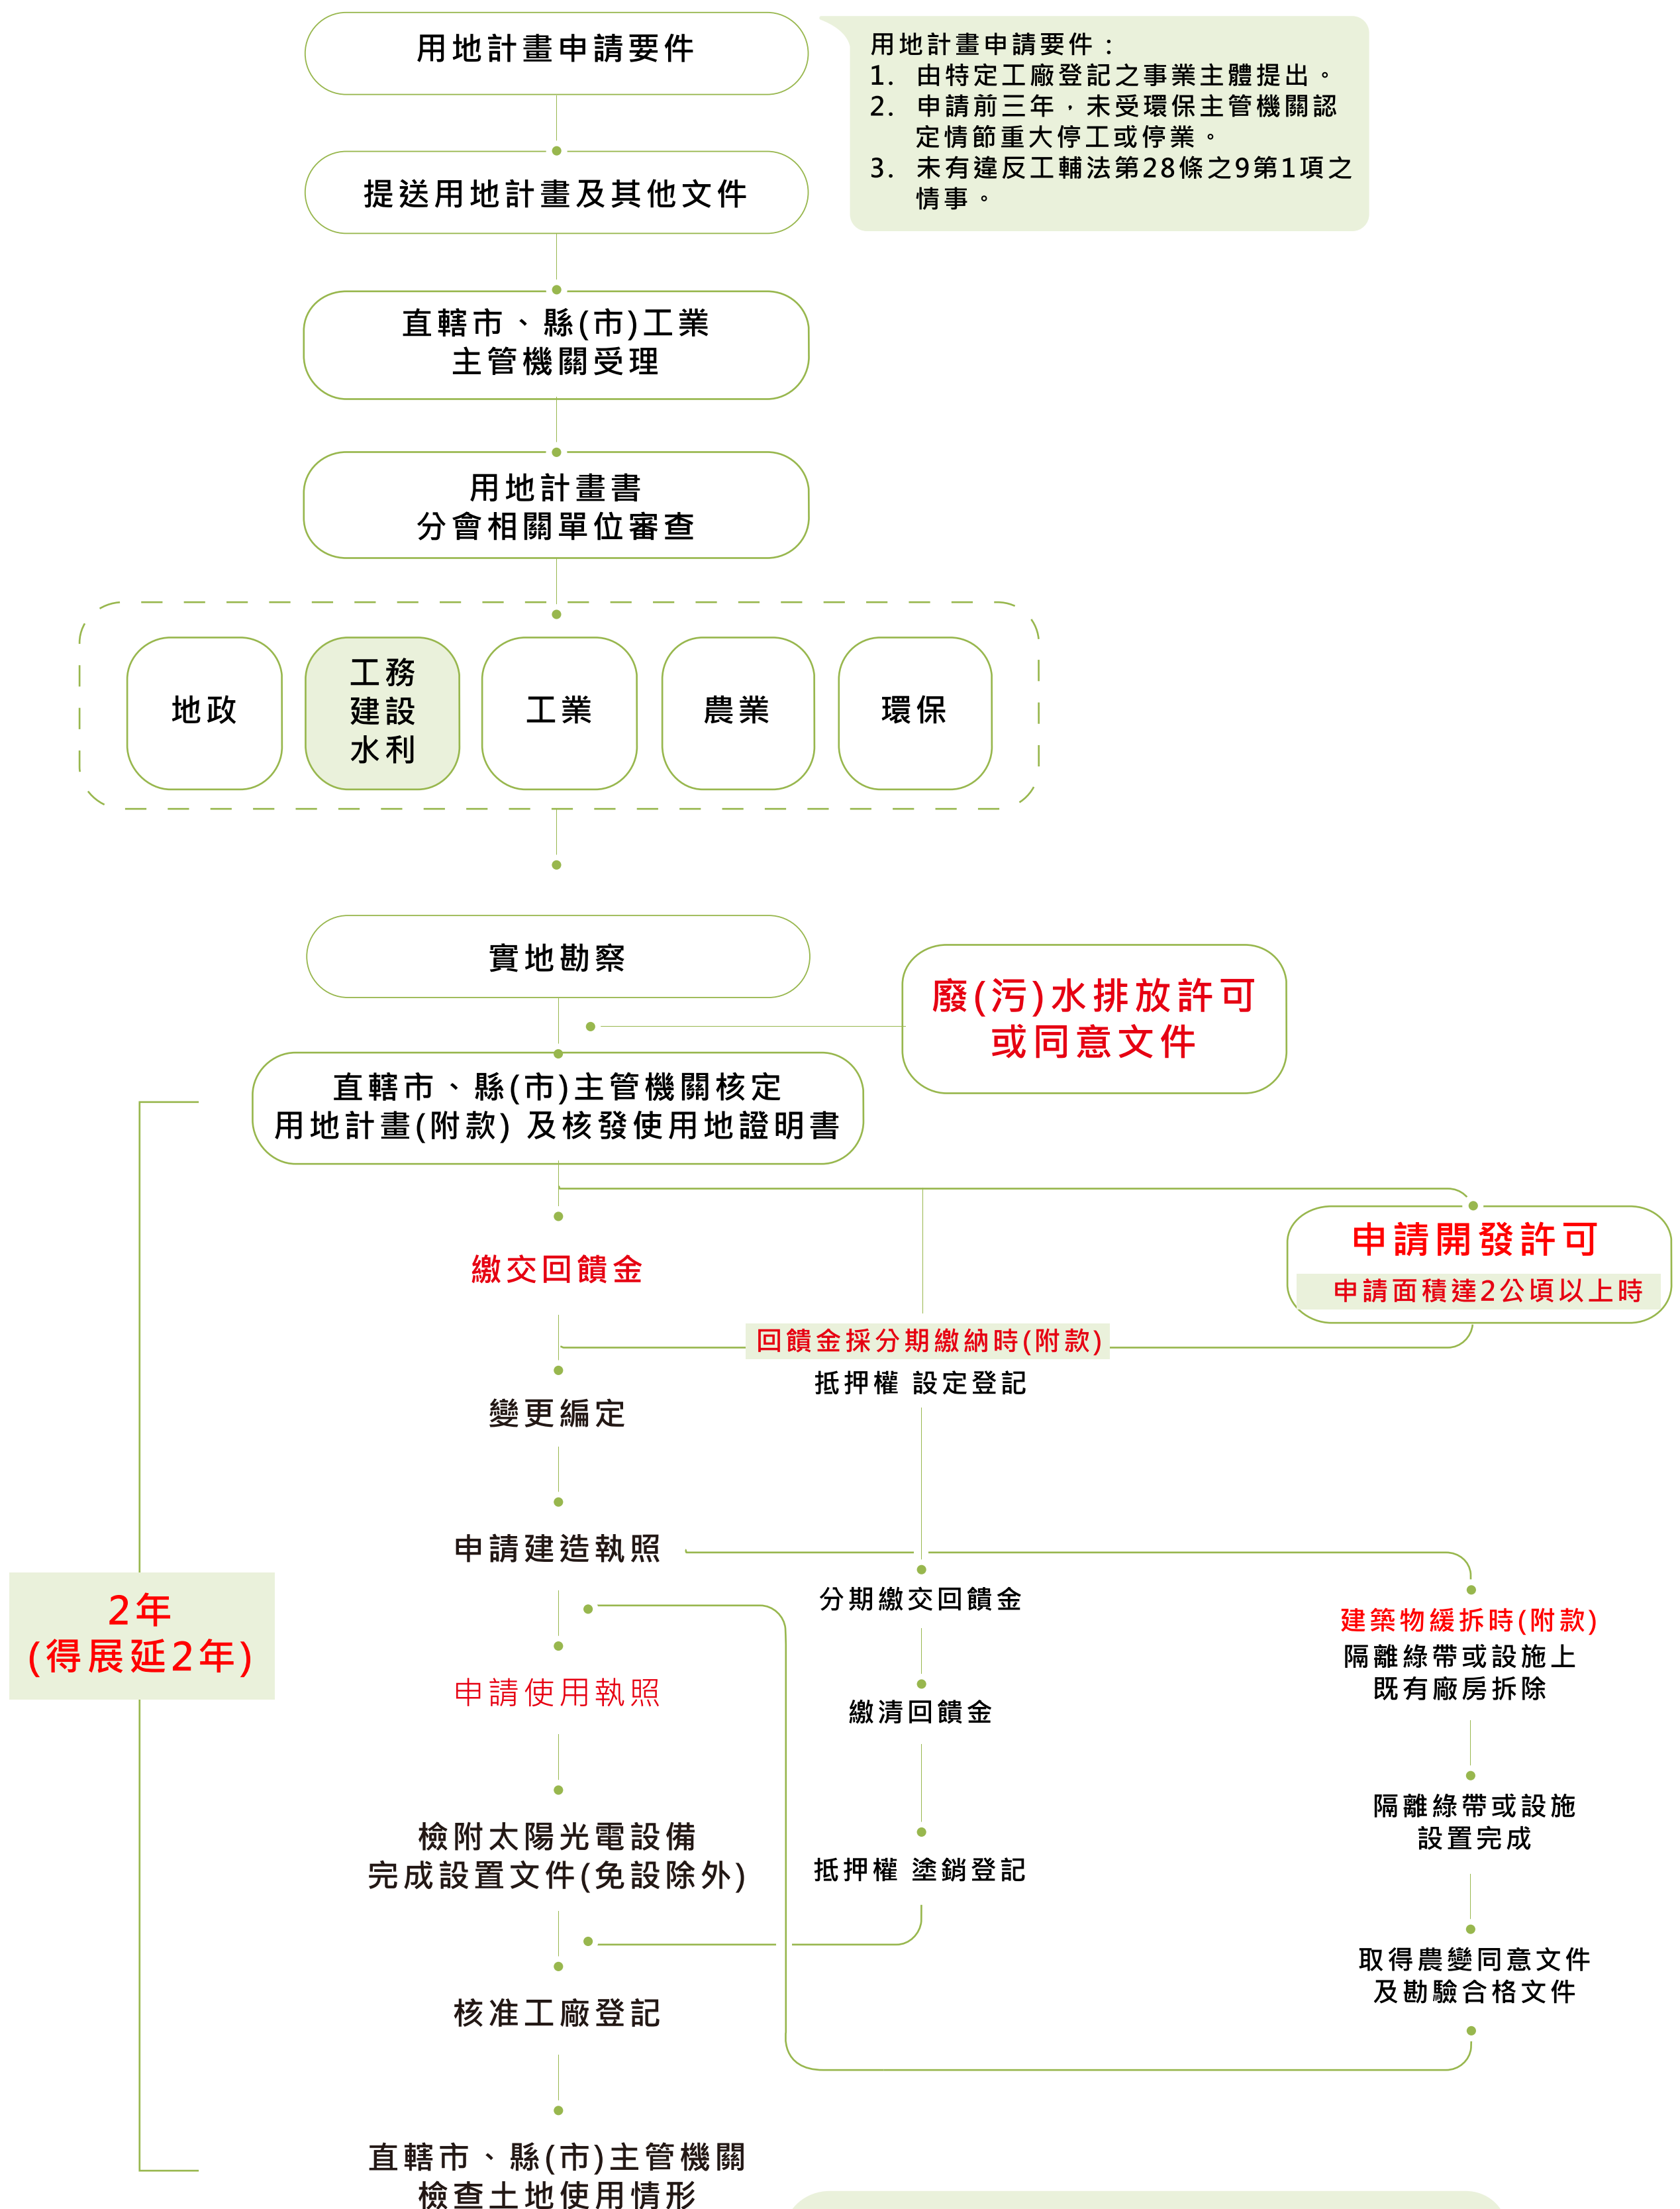 用地計畫申請要件
用地計畫申請要件：
1. 由特定工廠登記之事業主體提出。
2. 申請前三年，未受環保主管機關認
定情節重大停工或停業。
3. 未有違反工輔法第28條之9第1項之
情事。
提送用地計畫及其他文件
直轄市、縣(市)工業
主管機關受理
用地計畫書
分會相關單位審查
地政
工務
建設
水利
工業
農業
環保
實地勘察
廢(污)水排放許可
或同意文件
直轄市、縣(市)主管機關核定
用地計畫(附款) 及核發使用地證明書
繳交回饋金
申請開發許可
申請面積達2公頃以上時
回饋金採分期繳納時(附款)
抵押權 設定登記
變更編定
申請建造執照
分期繳交回饋金
建築物緩拆時(附款)
隔離綠帶或設施上
既有廠房拆除
2年
(得展延2年)
申請使用執照
繳清回饋金
隔離綠帶或設施
設置完成
檢附太陽光電設備
完成設置文件(免設除外)
抵押權 塗銷登記
取得農變同意文件
及勘驗合格文件
核准工廠登記
直轄市、縣(市)主管機關
檢查土地使用情形